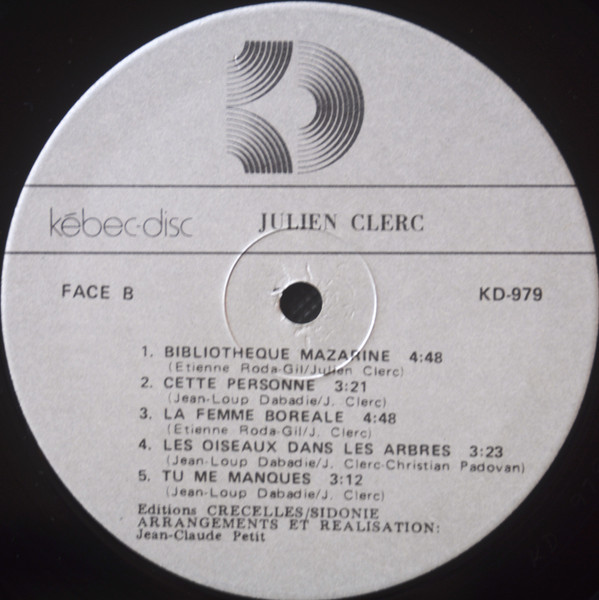 kébec-disc JULIEN CLERC
FACE B KD-979
1. BIBLIOTHEQUE MAZARINE 4:48
(Etienne Roda-Gil/Julien Clerc)
2. CETTE PERSONNE 3:21
(Jean-Loup Dabadie/J. Clerc)
3. LA FEMME BOREALE 4:48
(Etienne Roda-Gil/J. Clerc)
4. LES OISEAUX DANS LES ARBRES 3:23
(Jean-Loup Dabadie/J. Clerc-Christian Padovan)
5. TU ME MANQUES 3:12
(Jean-Loup Dabadie/J. Clerc)
Editions CRECELLES/SIDONIE
ARRANGEMENTS ET REALISATION:
Jean-Claude Petit